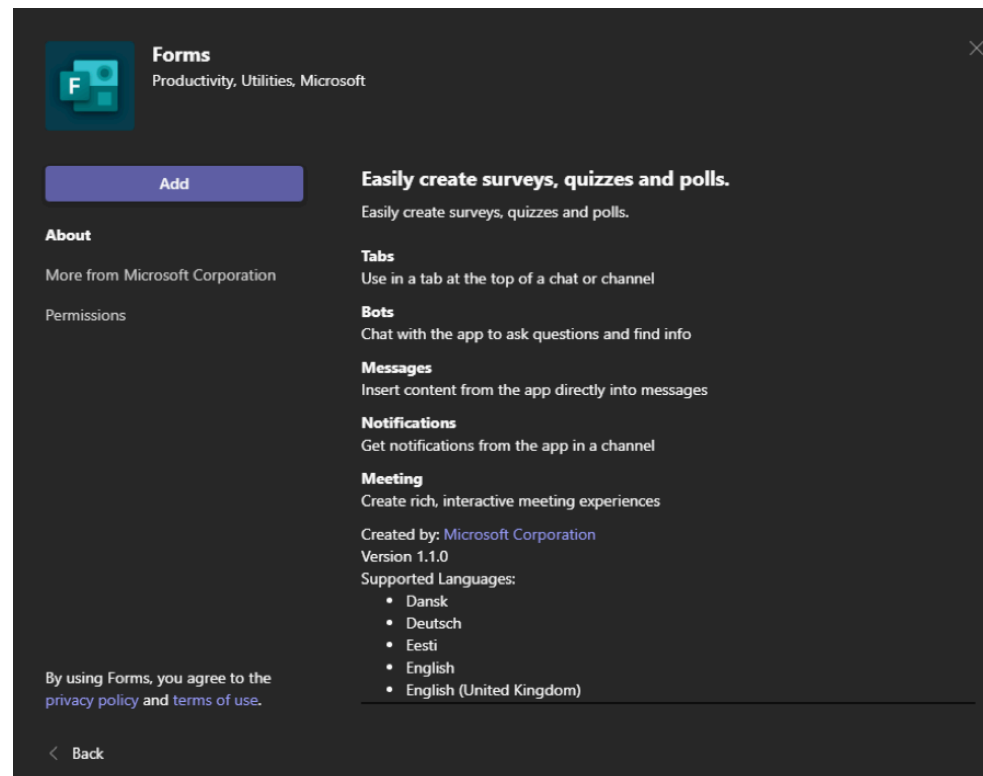 Forms
Productivity, Utilities, Microsoft
F
Add
About
More from Microsoft Corporation
Permissions
Easily create surveys, quizzes and polls.
Easily create surveys, quizzes and polls.
Tabs
Use in a tab at the top of a chat or channel
Bots
Chat with the app to ask questions and find info
Messages
Insert content from the app directly into messages
Notifications
Get notifications from the app in a channel
Meeting
Create rich, interactive meeting experiences
Created by: Microsoft Corporation
Version 1.1.0
Supported Languages:
• Dansk
• Deutsch
• Eesti
• English
• English (United Kingdom)
By using Forms, you agree to the
privacy policy and terms of use.
Back